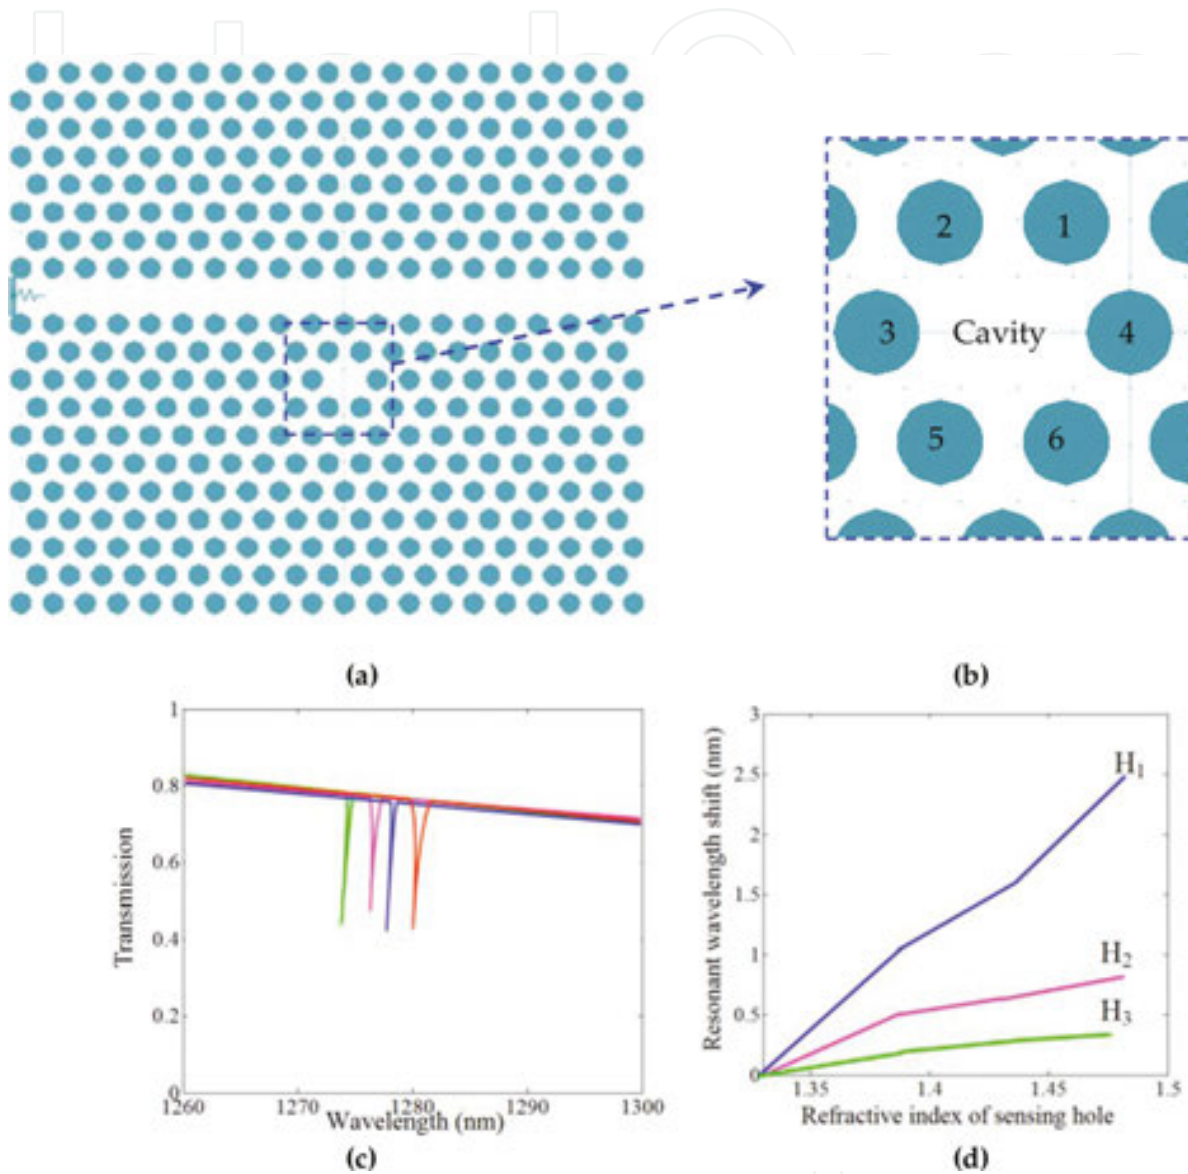 2 1
3 Cavity 4
5 6
(a) (b)
1
0.8
0.6
0.4
0.2
0
1260 1270 1280 1290 1300
Transmission
Wavelength (nm)
(c)
3
2.5
2
1.5
1
0.5
0
1.35 1.4 1.45 1.5
Resonant wavelength shift (nm)
Refractive index of sensing hole
H₁
H₂
H₃
(d)